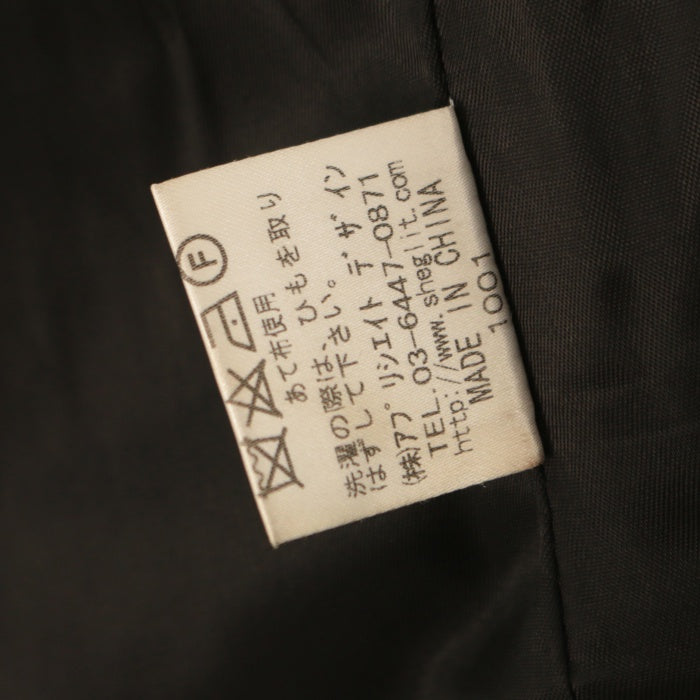 F
あて布使用
洗濯の際は、ひもを取り
はずして下さい。
(株)アプリシエイト デザイン
TEL:03-6447-0871
http://www.shegliit.com
MADE IN CHINA
1001